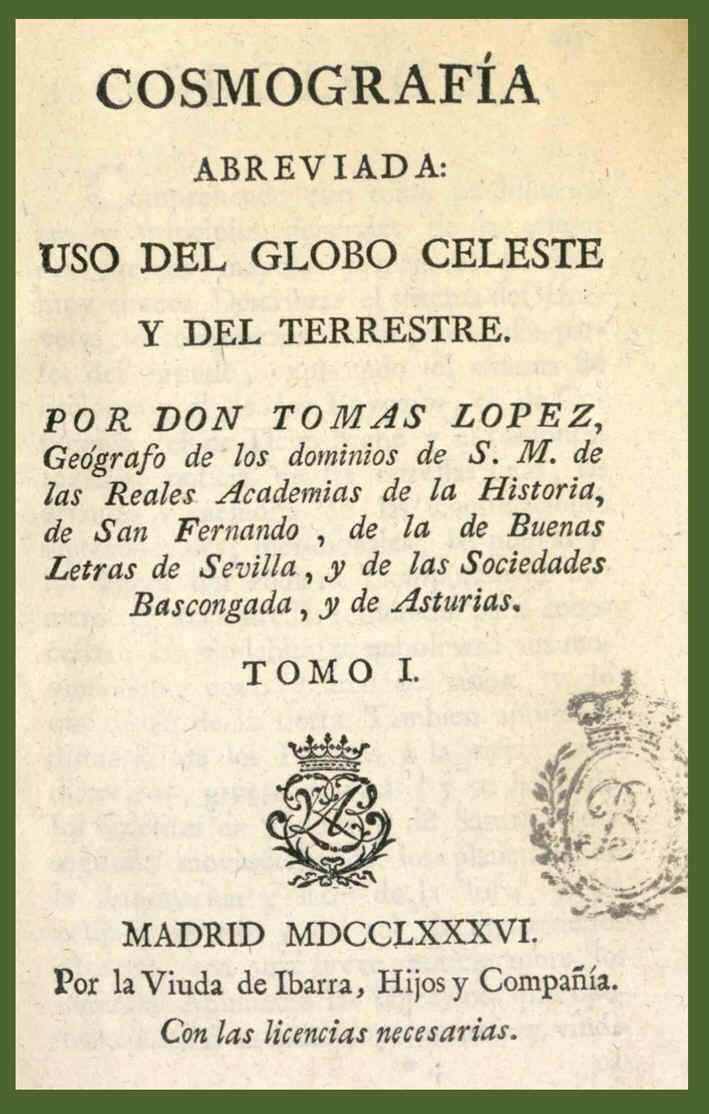 COSMOGRAFÍA
ABREVIADA:
USO DEL GLOBO CELESTE
Y DEL TERRESTRE.
POR DON TOMAS LOPEZ,
Geógrafo de los dominios de S. M. de
las Reales Academias de la Historia,
de San Fernando , de la de Buenas
Letras de Sevilla , y de las Sociedades
Bascongada , y de Asturias.
TOMO I.
MADRID MDCCLXXXVI.
Por la Viuda de Ibarra, Hijos y Compañía.
Con las licencias necesarias.